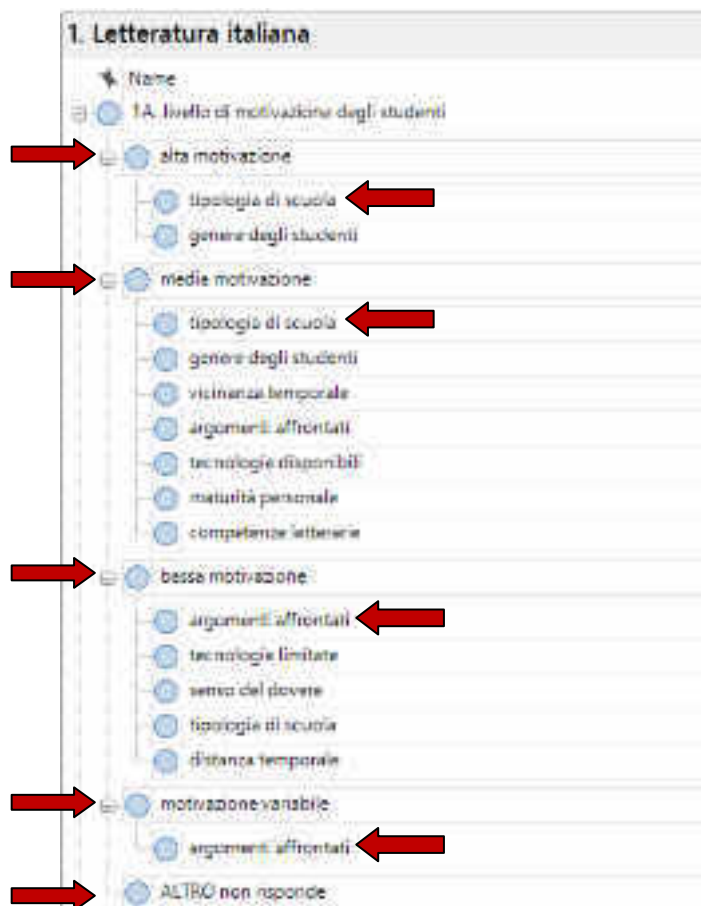 1. Letteratura italiana
Name
1A. livello di motivazione degli studenti
alta motivazione
tipologia di scuola
genere degli studenti
media motivazione
tipologia di scuola
genere degli studenti
vicinanza temporale
argomenti affrontati
tecnologie disponibili
maturità personale
competenze letterarie
bassa motivazione
argomenti affrontati
tecnologie limitate
senso del dovere
tipologia di scuola
distanza temporale
motivazione variabile
argomenti affrontati
ALTRO non risponde